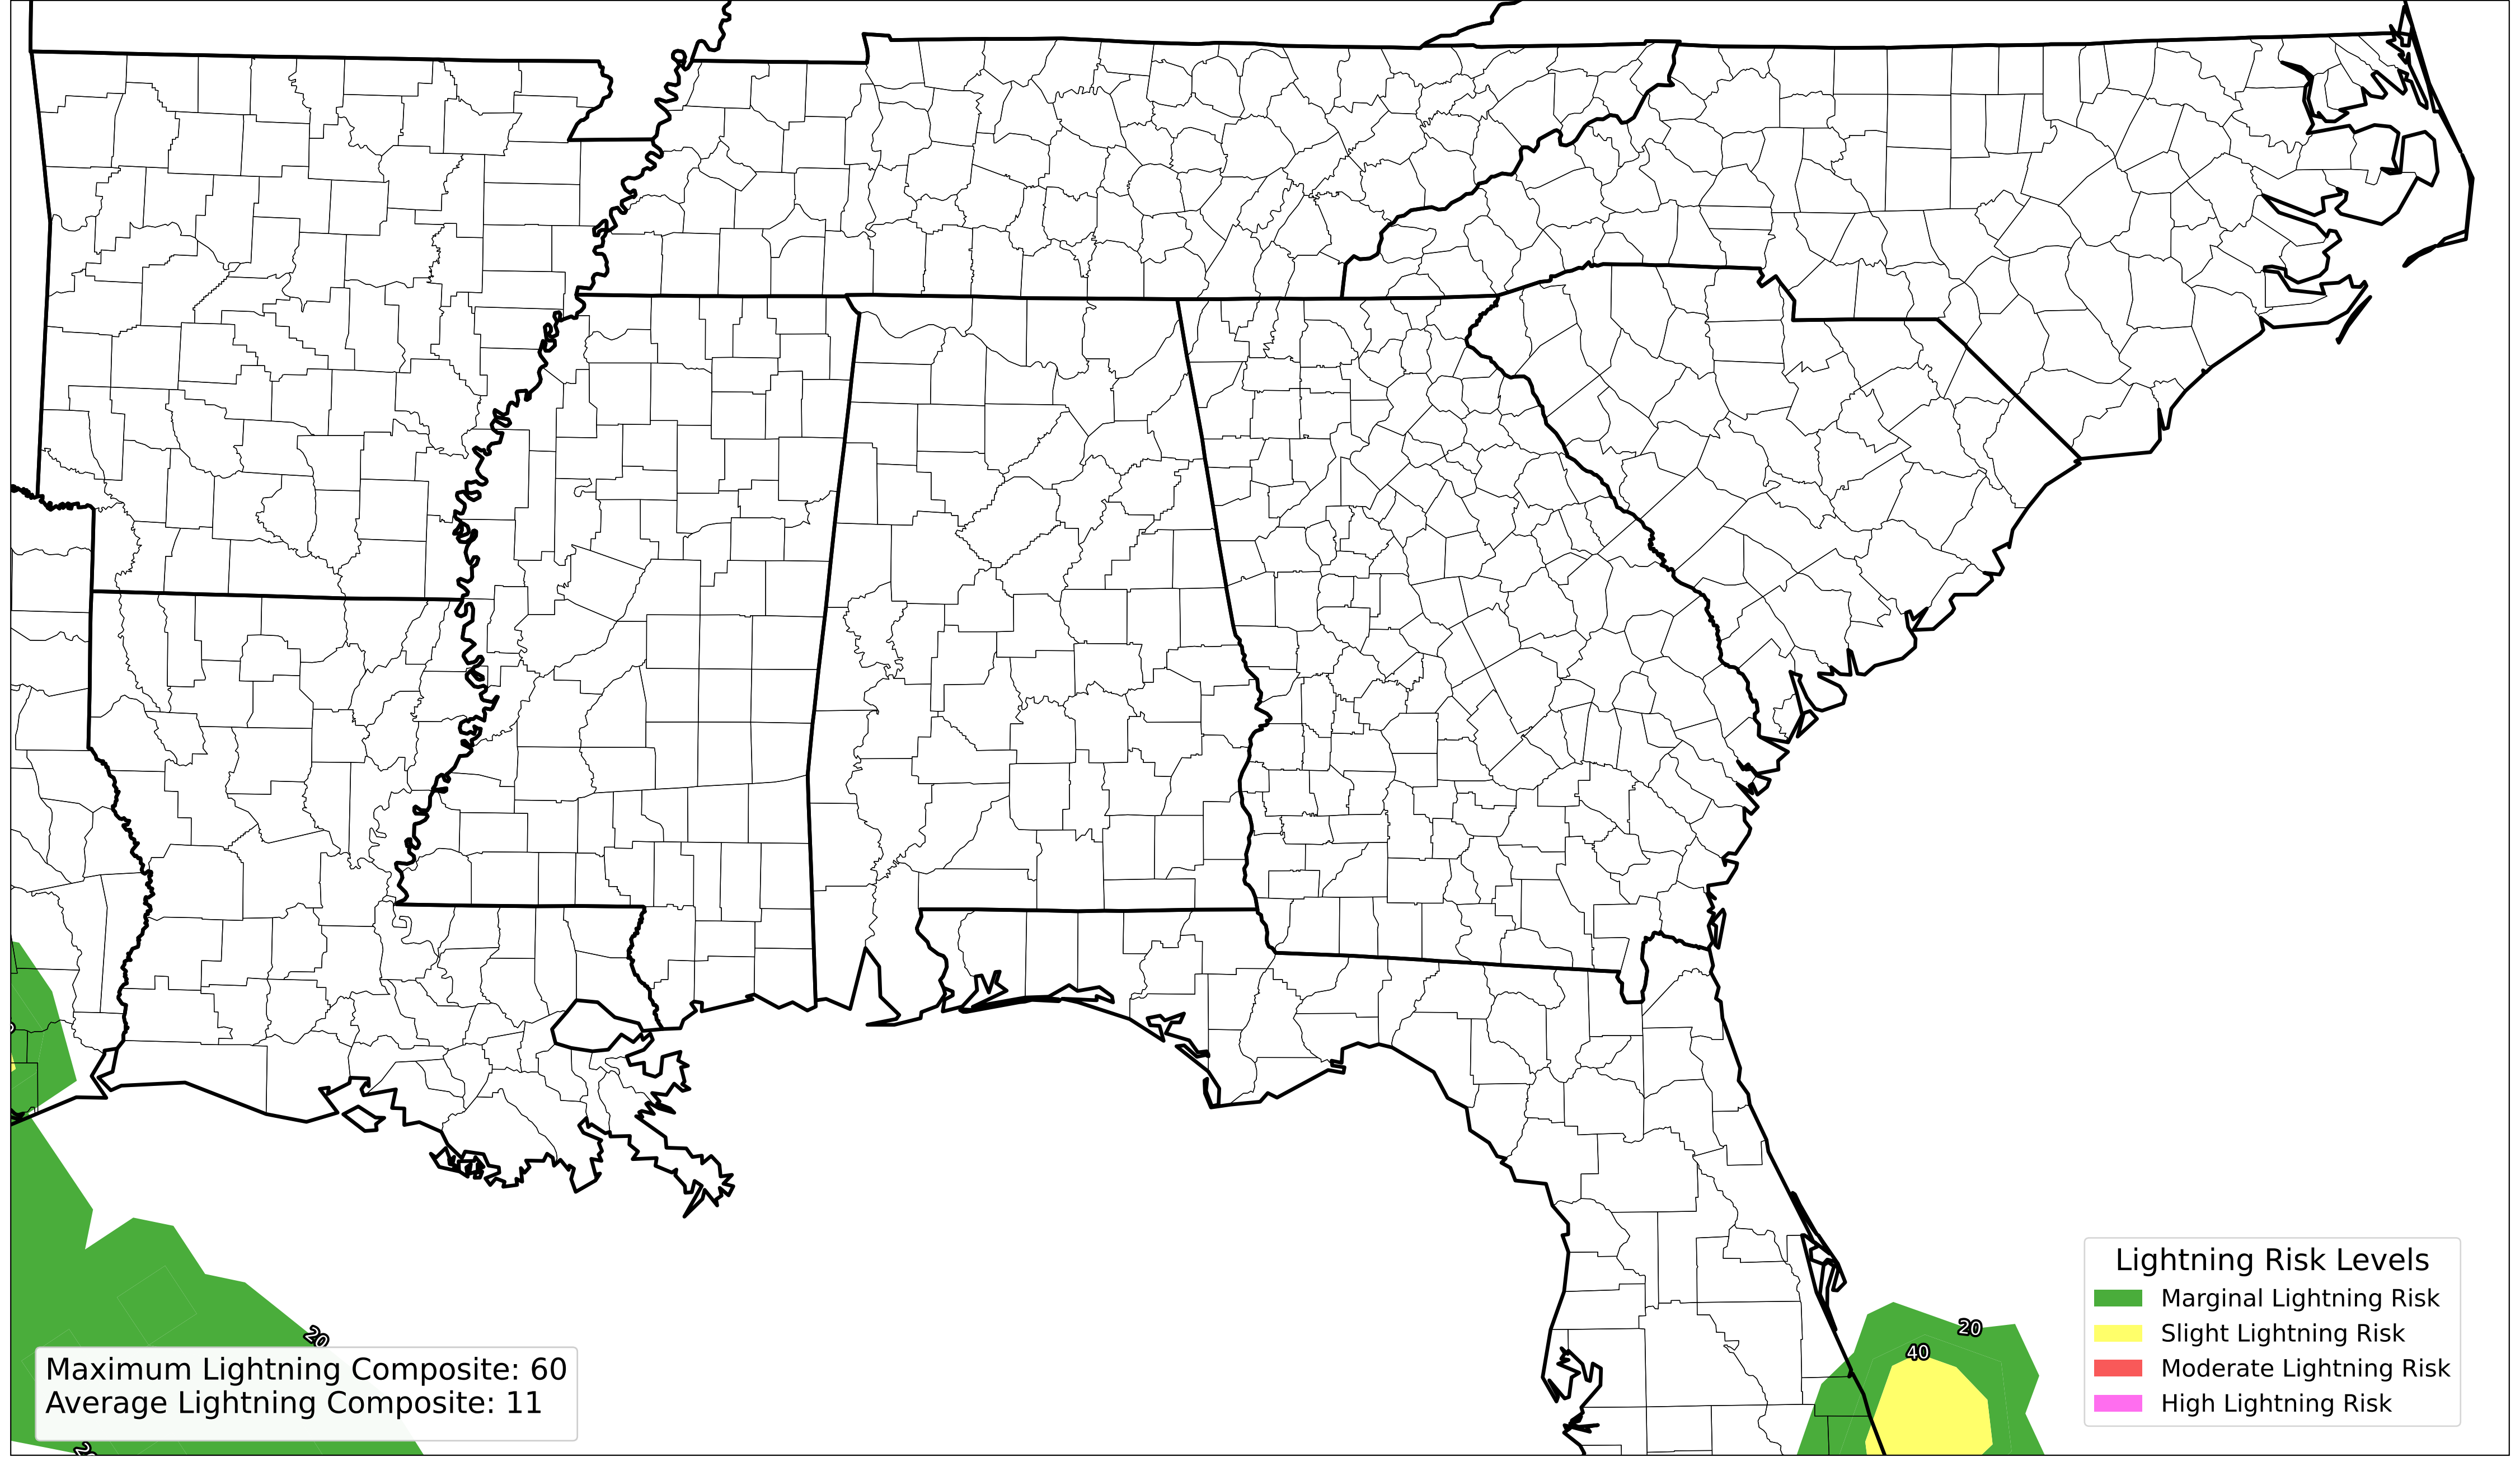 20
Maximum Lightning Composite: 60
Average Lightning Composite: 11
20
40
Lightning Risk Levels
Marginal Lightning Risk
Slight Lightning Risk
Moderate Lightning Risk
High Lightning Risk